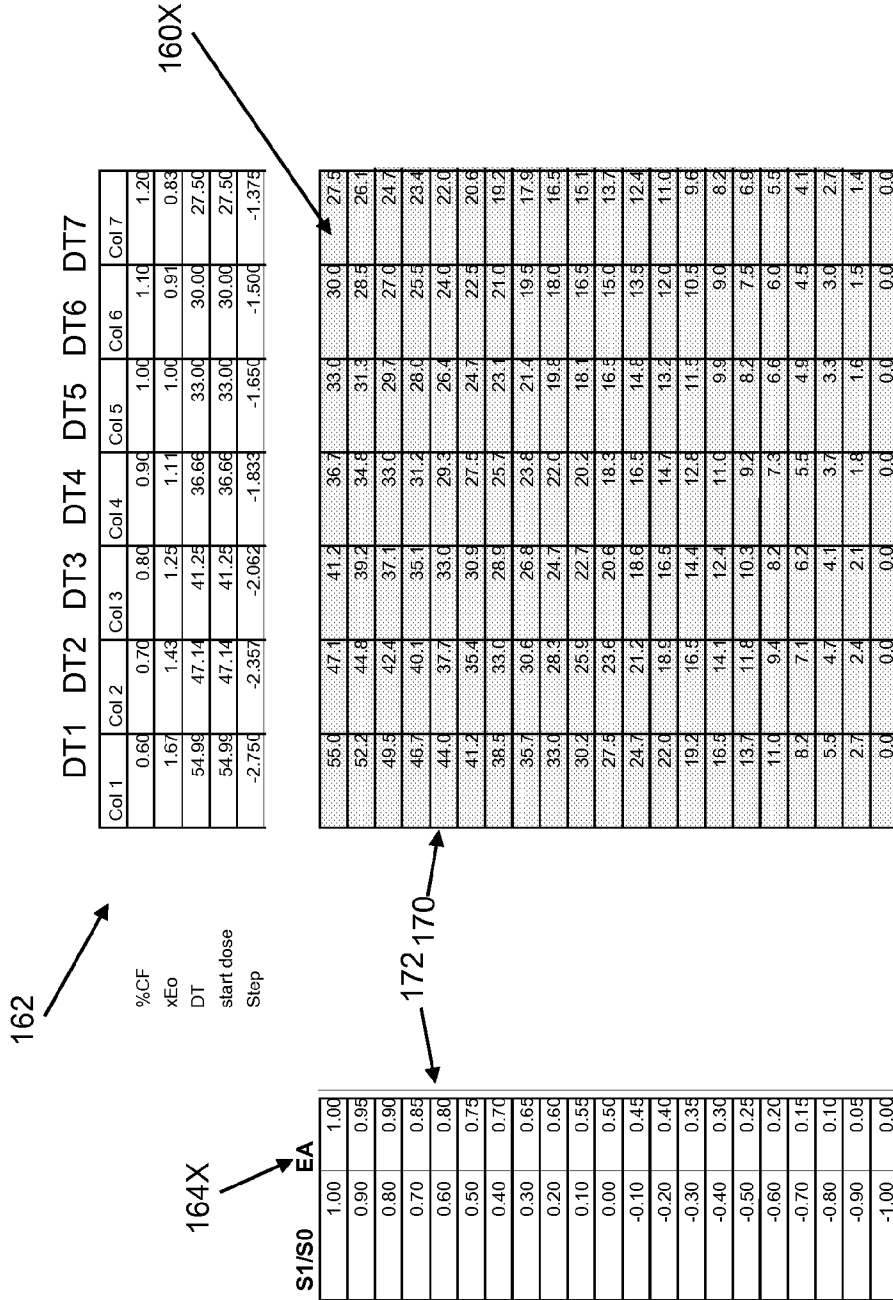 162
160X
DT1 DT2 DT3 DT4 DT5 DT6 DT7
Col 1 Col 2 Col 3 Col 4 Col 5 Col 6 Col 7
%CF 0.60 0.70 0.80 0.90 1.00 1.10 1.20
xEo 1.67 1.43 1.25 1.11 1.00 0.91 0.83
DT 54.99 47.14 41.25 36.66 33.00 30.00 27.50
start dose 54.99 47.14 41.25 36.66 33.00 30.00 27.50
Step -2.750 -2.357 -2.062 -1.833 -1.650 -1.500 -1.375
164X
172 170
S1/S0 EA
1.00 1.00 55.0 47.1 41.2 36.7 33.0 30.0 27.5
0.90 0.95 52.2 44.8 39.2 34.8 31.3 28.5 26.1
0.80 0.90 49.5 42.4 37.1 33.0 29.7 27.0 24.7
0.70 0.85 46.7 40.1 35.1 31.2 28.0 25.5 23.4
0.60 0.80 44.0 37.7 33.0 29.3 26.4 24.0 22.0
0.50 0.75 41.2 35.4 30.9 27.5 24.7 22.5 20.6
0.40 0.70 38.5 33.0 28.9 25.7 23.1 21.0 19.2
0.30 0.65 35.7 30.6 26.8 23.8 21.4 19.5 17.9
0.20 0.60 33.0 28.3 24.7 22.0 19.8 18.0 16.5
0.10 0.55 30.2 25.9 22.7 20.2 18.1 16.5 15.1
0.00 0.50 27.5 23.6 20.6 18.3 16.5 15.0 13.7
-0.10 0.45 24.7 21.2 18.6 16.5 14.8 13.5 12.4
-0.20 0.40 22.0 18.9 16.5 14.7 13.2 12.0 11.0
-0.30 0.35 19.2 16.5 14.4 12.8 11.5 10.5 9.6
-0.40 0.30 16.5 14.1 12.4 11.0 9.9 9.0 8.2
-0.50 0.25 13.7 11.8 10.3 9.2 8.2 7.5 6.9
-0.60 0.20 11.0 9.4 8.2 7.3 6.6 6.0 5.5
-0.70 0.15 8.2 7.1 6.2 5.5 4.9 4.5 4.1
-0.80 0.10 5.5 4.7 4.1 3.7 3.3 3.0 2.7
-0.90 0.05 2.7 2.4 2.1 1.8 1.6 1.5 1.4
-1.00 0.00 0.0 0.0 0.0 0.0 0.0 0.0 0.0